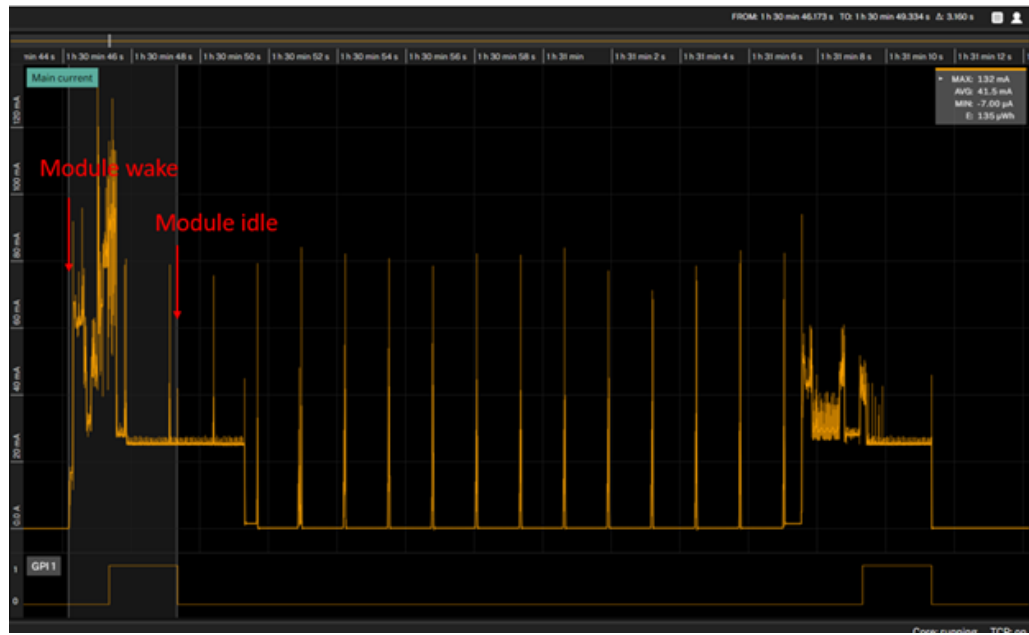 FROM: 1 h 30 min 46.173 s TO: 1 h 30 min 49.334 s Δ: 3.160 s
min 44 s 1 h 30 min 46 s 1 h 30 min 48 s 1 h 30 min 50 s 1 h 30 min 52 s 1 h 30 min 54 s 1 h 30 min 56 s 1 h 30 min 58 s 1 h 31 min 1 h 31 min 2 s 1 h 31 min 4 s 1 h 31 min 6 s 1 h 31 min 8 s 1 h 31 min 10 s 1 h 31 min 12 s
Main current
MAX: 132 mA
AVG: 41.5 mA
MIN: -7.00 µA
E: 135 µWh
120 mA
100 mA
Module wake
Module idle
80 mA
60 mA
40 mA
20 mA
0.0 A
GPI 1
1
0
Core: running TCP: on